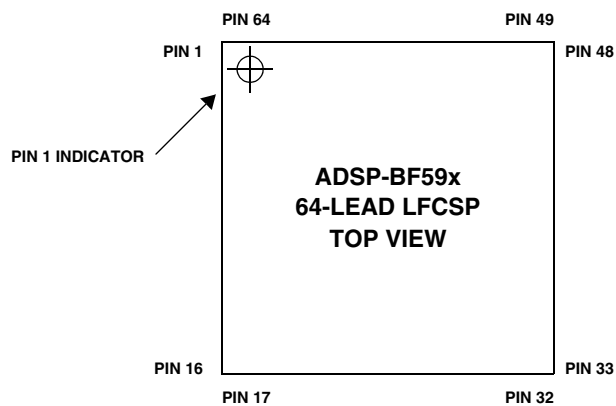 PIN 64
PIN 49
PIN 1
PIN 48
PIN 1 INDICATOR
ADSP-BF59x
64-LEAD LFCSP
TOP VIEW
PIN 16
PIN 33
PIN 17
PIN 32